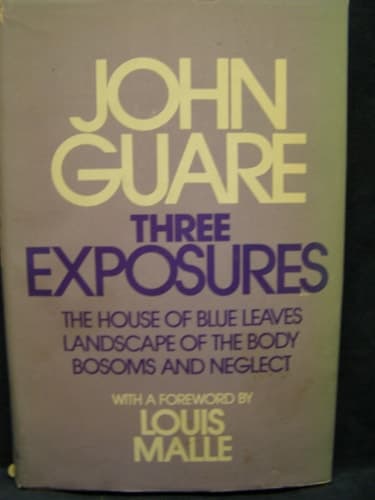 JOHN
GUARE
THREE
EXPOSURES
THE HOUSE OF BLUE LEAVES
LANDSCAPE OF THE BODY
BOSOMS AND NEGLECT
WITH A FOREWORD BY
LOUIS
MALLE